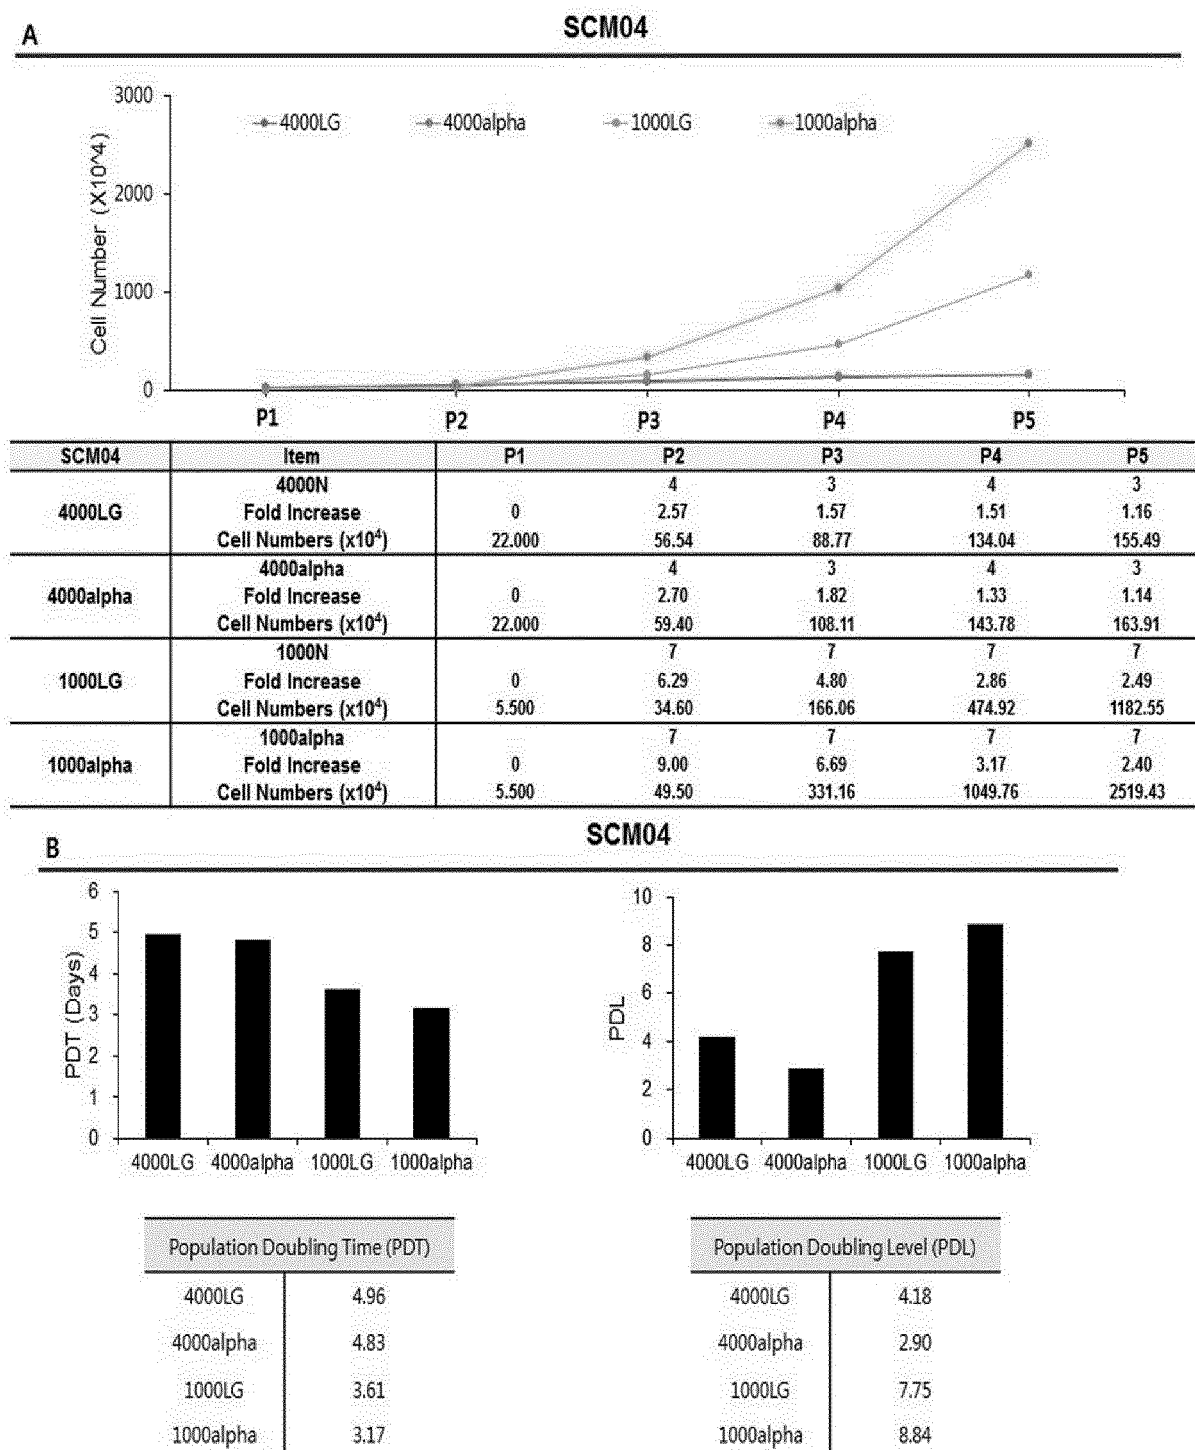 A
SCM04
3000
2000
1000
0
Cell Number (X10^4)
4000LG 4000alpha 1000LG 1000alpha
P1 P2 P3 P4 P5
SCM04 Item P1 P2 P3 P4 P5
4000LG
4000N 4 3 4 3
Fold Increase 0 2.57 1.57 1.51 1.16
Cell Numbers (x10⁴) 22.000 56.54 88.77 134.04 155.49
4000alpha
4000alpha 4 3 4 3
Fold Increase 0 2.70 1.82 1.33 1.14
Cell Numbers (x10⁴) 22.000 59.40 108.11 143.78 163.91
1000LG
1000N 7 7 7 7
Fold Increase 0 6.29 4.80 2.86 2.49
Cell Numbers (x10⁴) 5.500 34.60 166.06 474.92 1182.55
1000alpha
1000alpha 7 7 7 7
Fold Increase 0 9.00 6.69 3.17 2.40
Cell Numbers (x10⁴) 5.500 49.50 331.16 1049.76 2519.43
B
SCM04
6
5
4
3
2
1
0
PDT (Days)
4000LG 4000alpha 1000LG 1000alpha
10
8
6
4
2
0
PDL
4000LG 4000alpha 1000LG 1000alpha
Population Doubling Time (PDT)
4000LG 4.96
4000alpha 4.83
1000LG 3.61
1000alpha 3.17
Population Doubling Level (PDL)
4000LG 4.18
4000alpha 2.90
1000LG 7.75
1000alpha 8.84